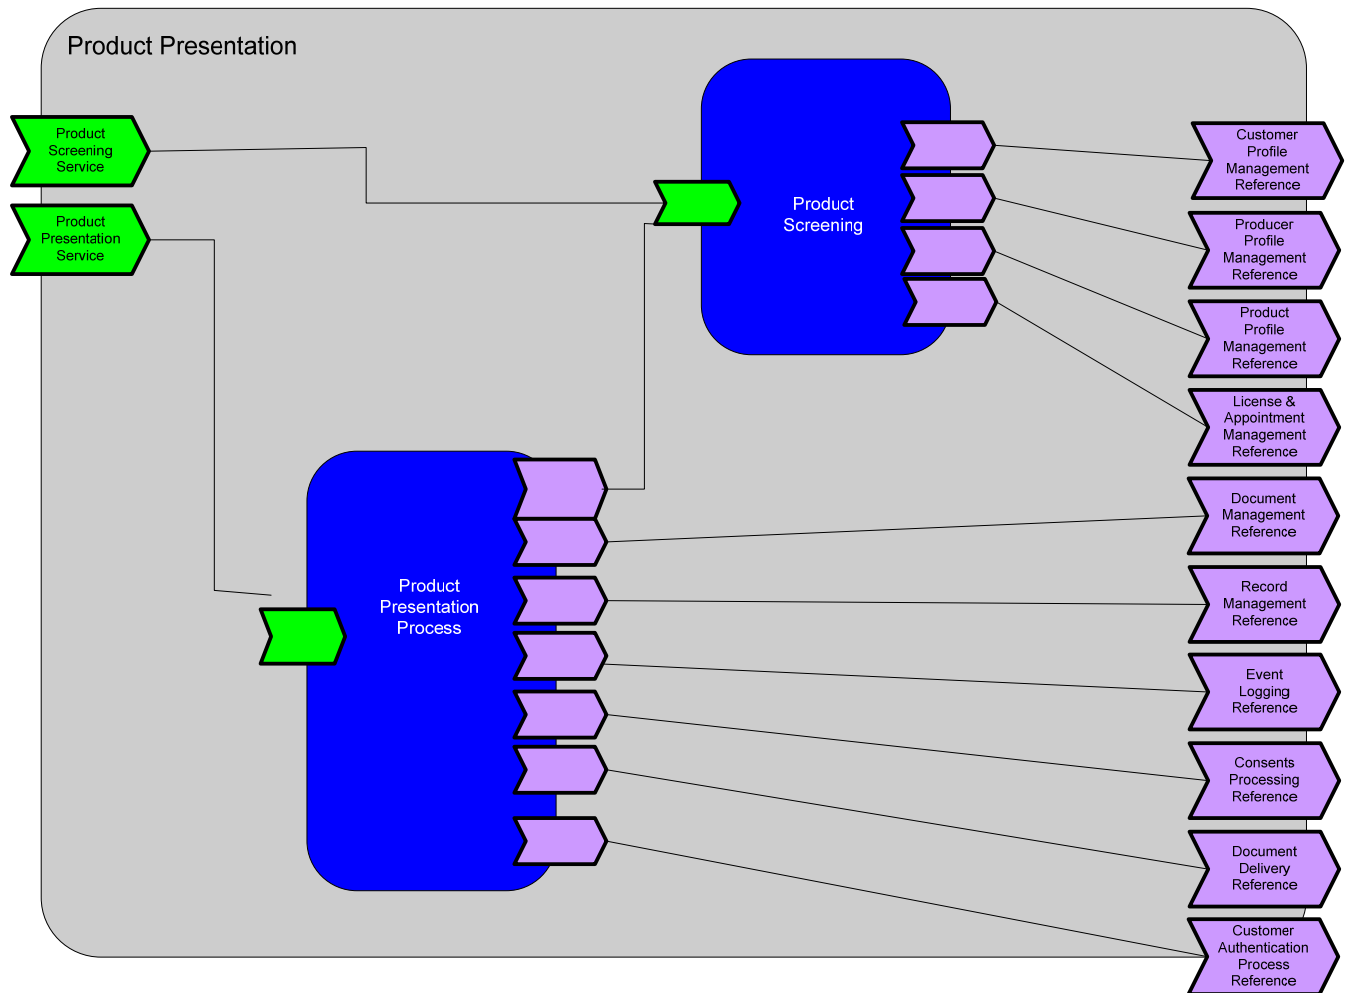 Product Presentation
Product
Screening
Service
Product
Presentation
Service
Product
Screening
Product
Presentation
Process
Customer
Profile
Management
Reference
Producer
Profile
Management
Reference
Product
Profile
Management
Reference
License &
Appointment
Management
Reference
Document
Management
Reference
Record
Management
Reference
Event
Logging
Reference
Consents
Processing
Reference
Document
Delivery
Reference
Customer
Authentication
Process
Reference